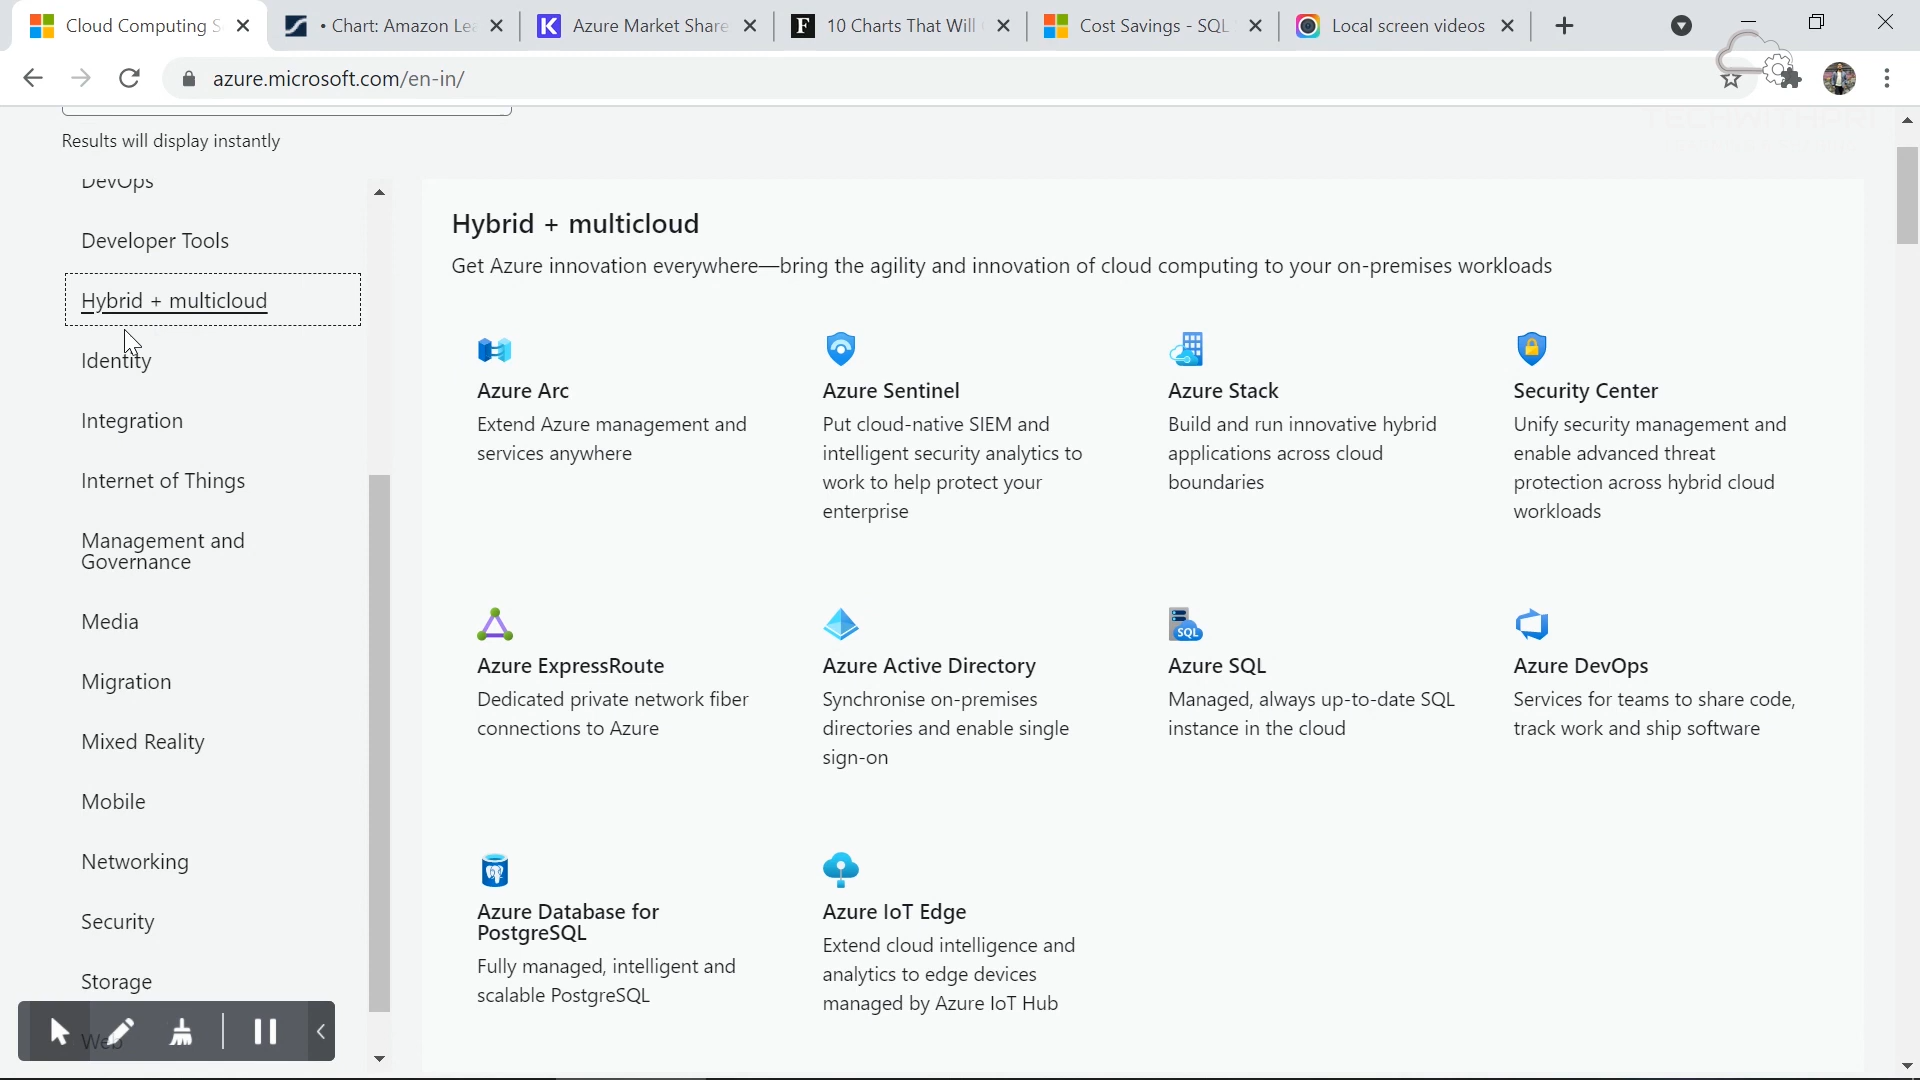 Cloud Computing S
• Chart: Amazon Lea
Azure Market Share
10 Charts That Will
Cost Savings - SQL
Local screen videos
azure.microsoft.com/en-in/
TECHWITHPRI
Results will display instantly
DevOps
Developer Tools
Hybrid + multicloud
Identity
Integration
Internet of Things
Management and
Governance
Media
Migration
Mixed Reality
Mobile
Networking
Security
Storage
Web
Hybrid + multicloud
Get Azure innovation everywhere—bring the agility and innovation of cloud computing to your on-premises workloads
Azure Arc
Extend Azure management and
services anywhere
Azure Sentinel
Put cloud-native SIEM and
intelligent security analytics to
work to help protect your
enterprise
Azure Stack
Build and run innovative hybrid
applications across cloud
boundaries
Security Center
Unify security management and
enable advanced threat
protection across hybrid cloud
workloads
Azure ExpressRoute
Dedicated private network fiber
connections to Azure
Azure Active Directory
Synchronise on-premises
directories and enable single
sign-on
SQL
Azure SQL
Managed, always up-to-date SQL
instance in the cloud
Azure DevOps
Services for teams to share code,
track work and ship software
Azure Database for
PostgreSQL
Fully managed, intelligent and
scalable PostgreSQL
Azure IoT Edge
Extend cloud intelligence and
analytics to edge devices
managed by Azure IoT Hub